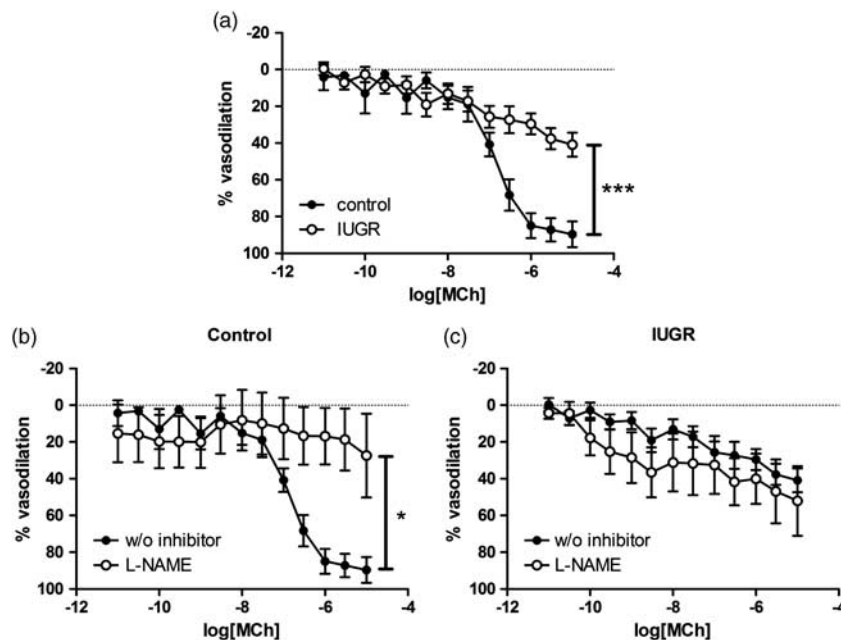 (a)
-20
0
20
40
60
80
100
% vasodilation
control
IUGR
***
-12 -10 -8 -6 -4
log[MCh]
(b)
Control
-20
0
20
40
60
80
100
% vasodilation
w/o inhibitor
L-NAME
*
-12 -10 -8 -6 -4
log[MCh]
(c)
IUGR
-20
0
20
40
60
80
100
% vasodilation
w/o inhibitor
L-NAME
-12 -10 -8 -6 -4
log[MCh]